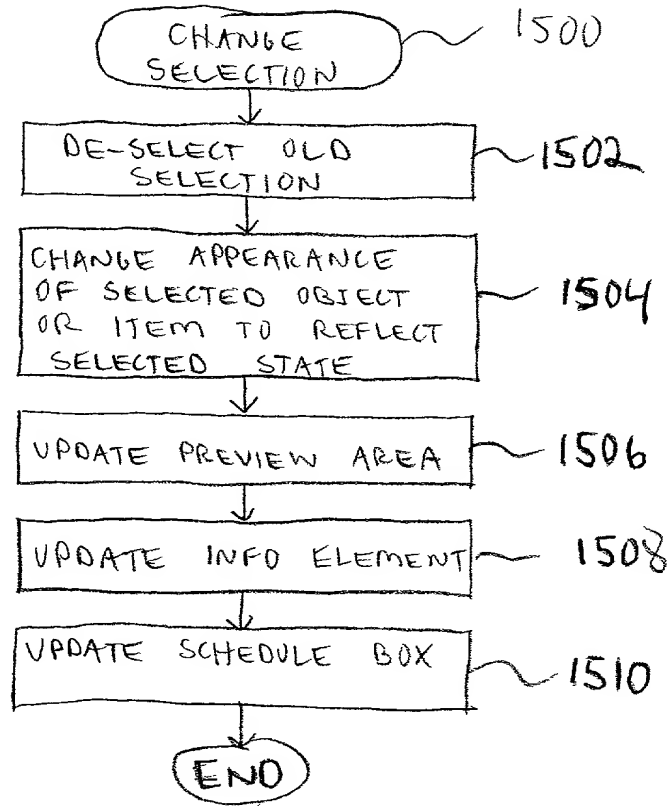 CHANGE
SELECTION
1500
DE-SELECT OLD
SELECTION
1502
CHANGE APPEARANCE
OF SELECTED OBJECT
OR ITEM TO REFLECT
SELECTED STATE
1504
UPDATE PREVIEW AREA
1506
UPDATE INFO ELEMENT
1508
UPDATE SCHEDULE BOX
1510
END